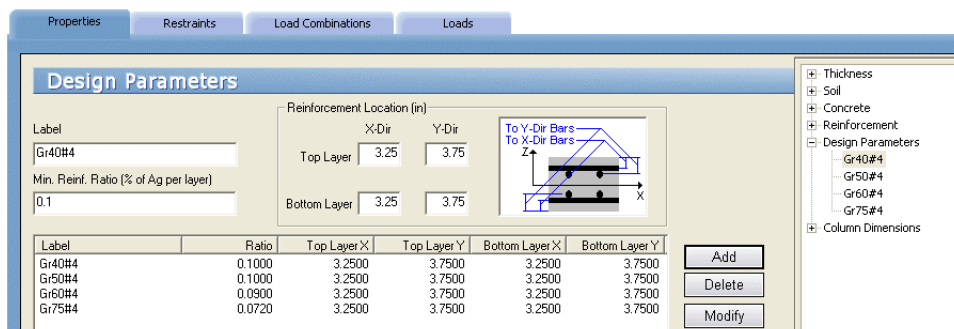 Properties Restraints Load Combinations Loads
Design Parameters
Label
Gr40#4
Min. Reinf. Ratio (% of Ag per layer)
0.1
Reinforcement Location (in)
X-Dir Y-Dir
Top Layer 3.25 3.75
Bottom Layer 3.25 3.75
To Y-Dir Bars
To X-Dir Bars
Z
X
Label Ratio Top Layer X Top Layer Y Bottom Layer X Bottom Layer Y
Gr40#4 0.1000 3.2500 3.7500 3.2500 3.7500
Gr50#4 0.1000 3.2500 3.7500 3.2500 3.7500
Gr60#4 0.0900 3.2500 3.7500 3.2500 3.7500
Gr75#4 0.0720 3.2500 3.7500 3.2500 3.7500
Add
Delete
Modify
Thickness
Soil
Concrete
Reinforcement
Design Parameters
Gr40#4
Gr50#4
Gr60#4
Gr75#4
Column Dimensions